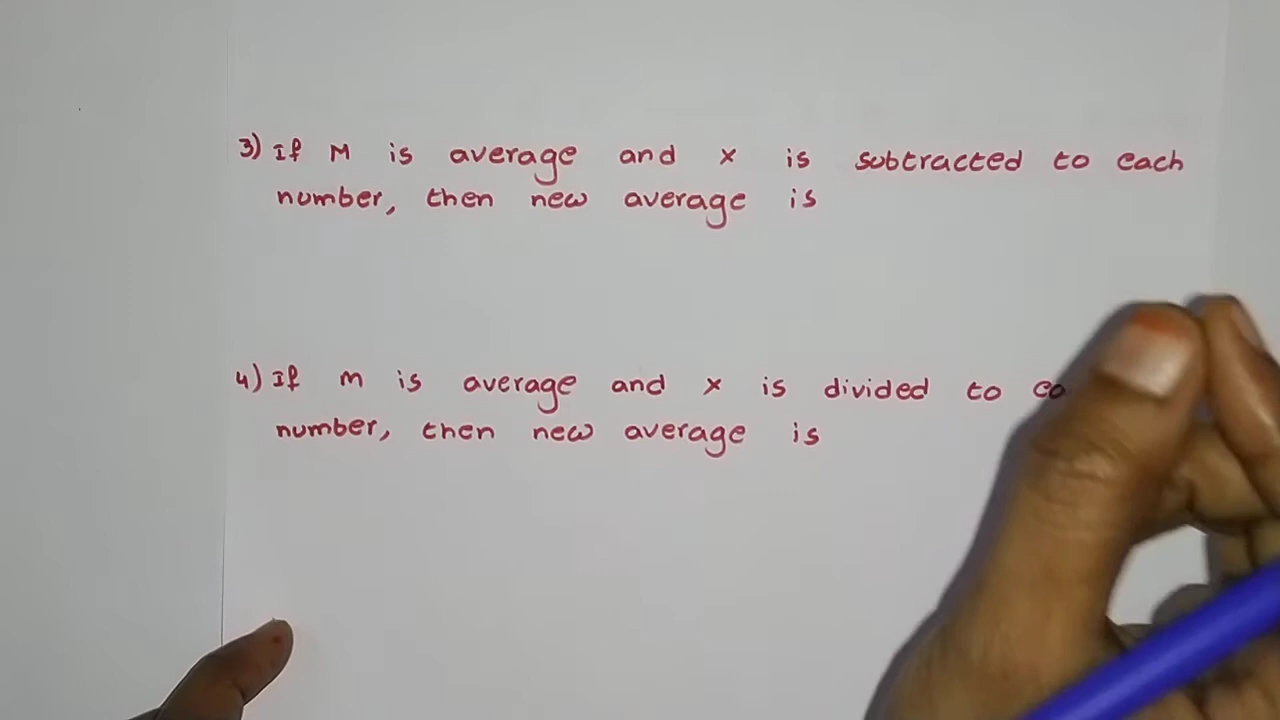 3) If M is average and x is subtracted to each
number, then new average is
4) If m is average and x is divided to
number, then new average is